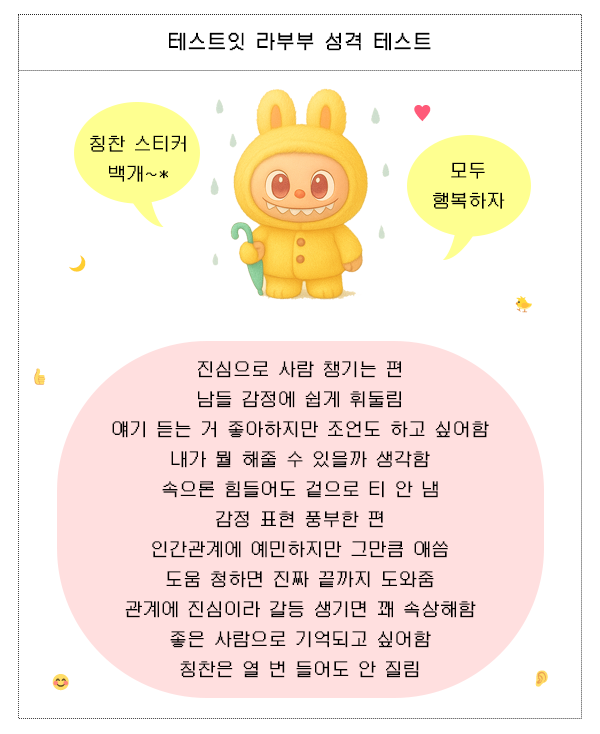 테스트잇 라부부 성격 테스트
칭찬 스티커
백개~*
모두
행복하자
진심으로 사람 챙기는 편
남들 감정에 쉽게 휘둘림
얘기 듣는 거 좋아하지만 조언도 하고 싶어함
내가 뭘 해줄 수 있을까 생각함
속으론 힘들어도 겉으로 티 안 냄
감정 표현 풍부한 편
인간관계에 예민하지만 그만큼 애씀
도움 청하면 진짜 끝까지 도와줌
관계에 진심이라 갈등 생기면 꽤 속상해함
좋은 사람으로 기억되고 싶어함
칭찬은 열 번 들어도 안 질림